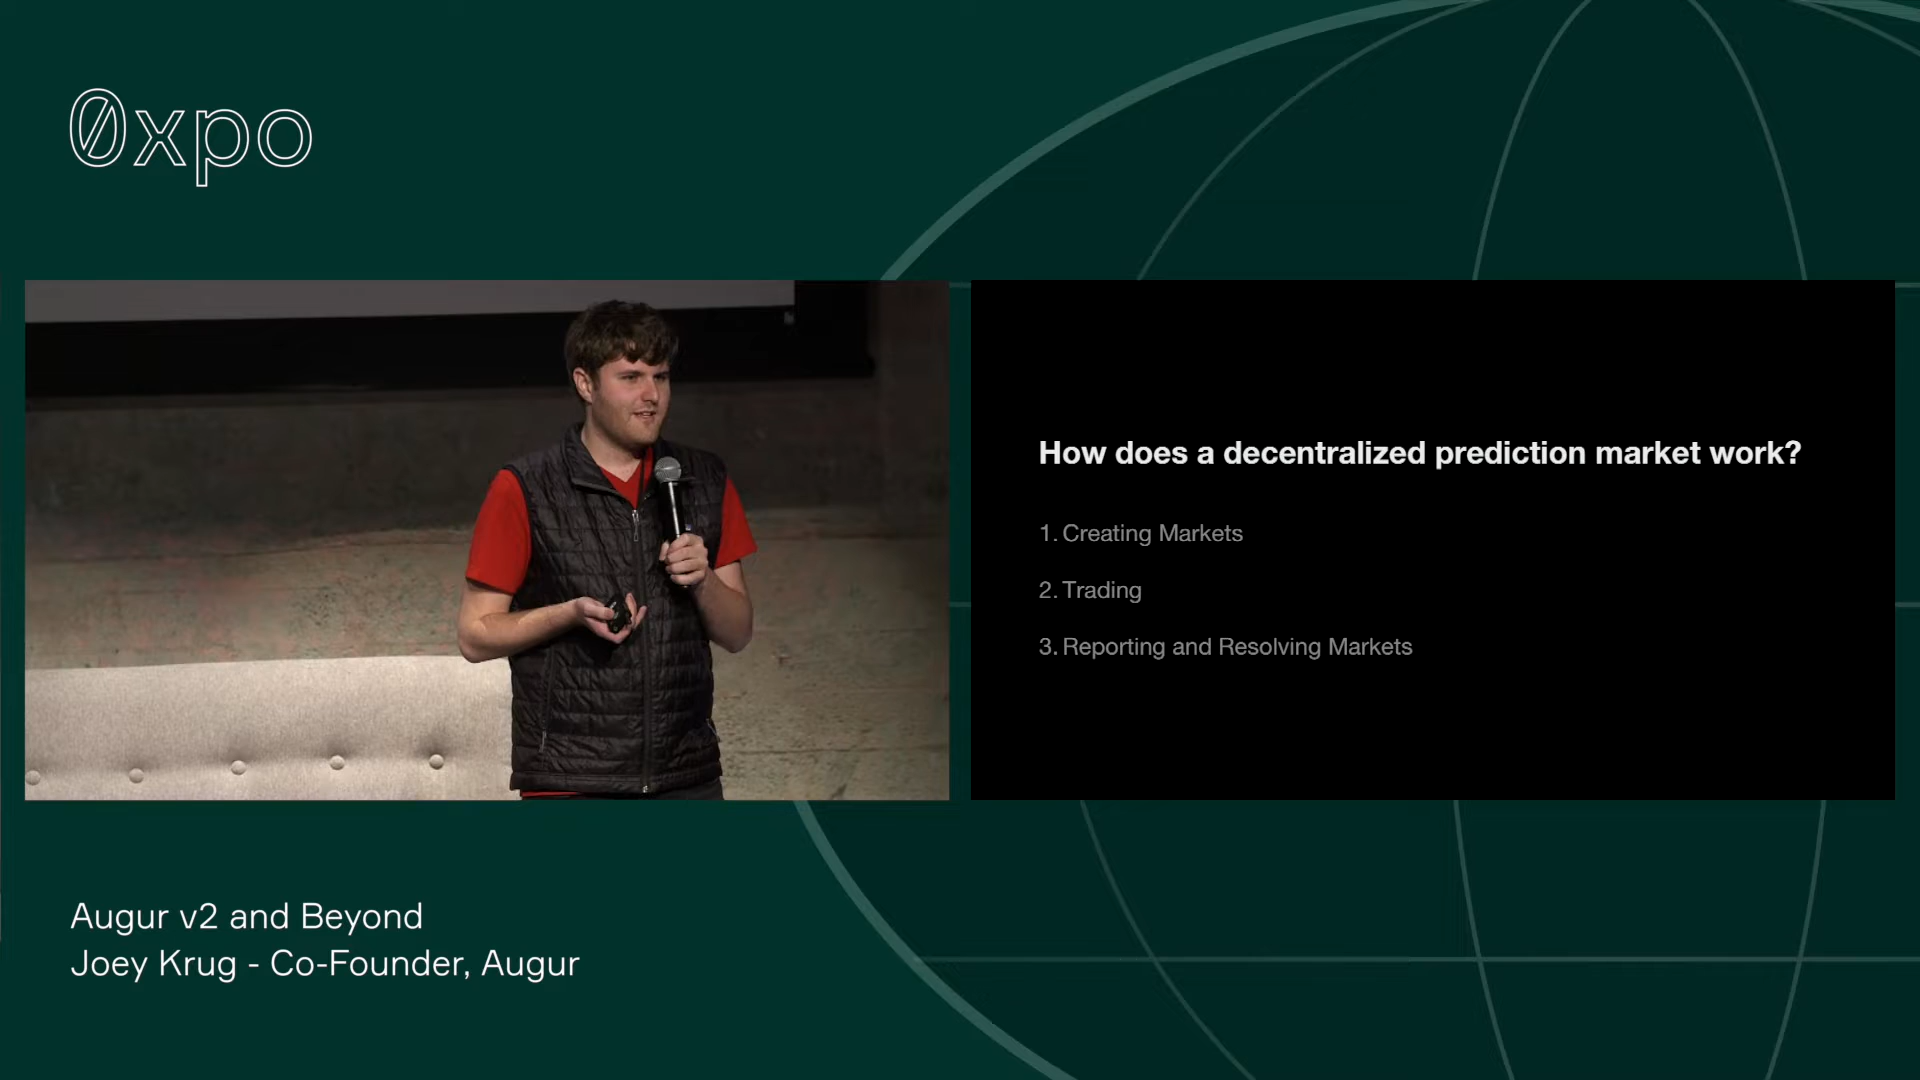 0xpo
How does a decentralized prediction market work?
1. Creating Markets
2. Trading
3. Reporting and Resolving Markets
Augur v2 and Beyond
Joey Krug - Co-Founder, Augur